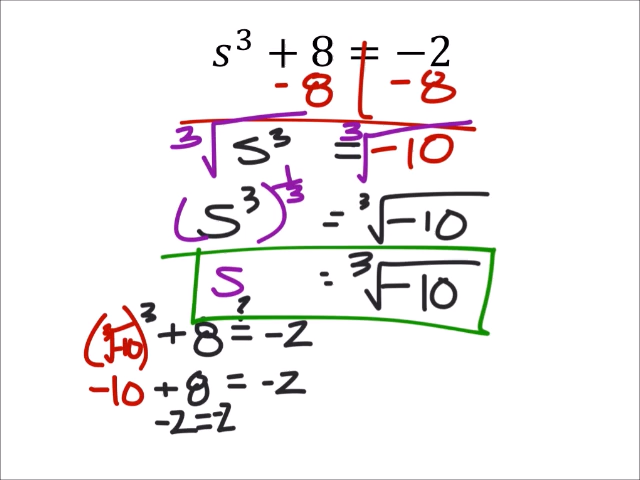 s³ + 8 = −2
-8 | -8
∛s³ = ∛-10
(s³)^(1/3) = ∛-10
s = ∛-10
(∛-10)³ + 8 ≟ -2
-10 + 8 = -2
-2 = -2